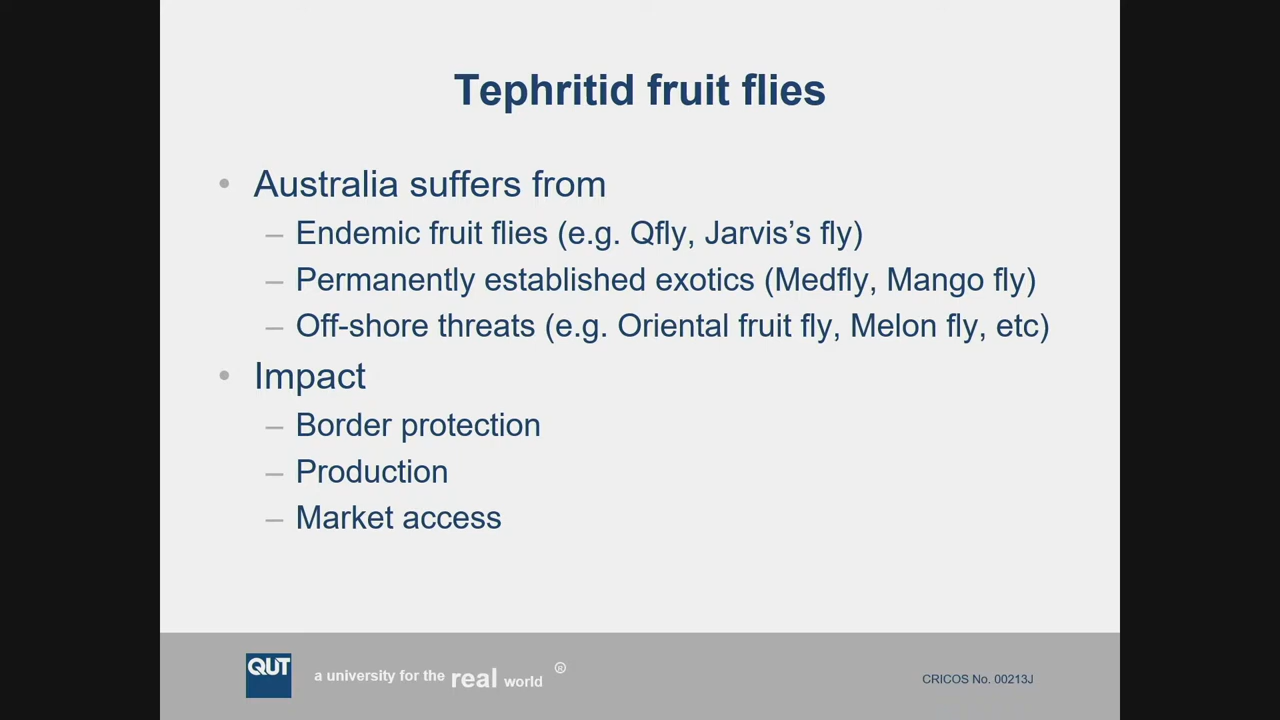 Tephritid fruit flies
• Australia suffers from
– Endemic fruit flies (e.g. Qfly, Jarvis’s fly)
– Permanently established exotics (Medfly, Mango fly)
– Off-shore threats (e.g. Oriental fruit fly, Melon fly, etc)
• Impact
– Border protection
– Production
– Market access
QUT
a university for the real world ®
CRICOS No. 00213J